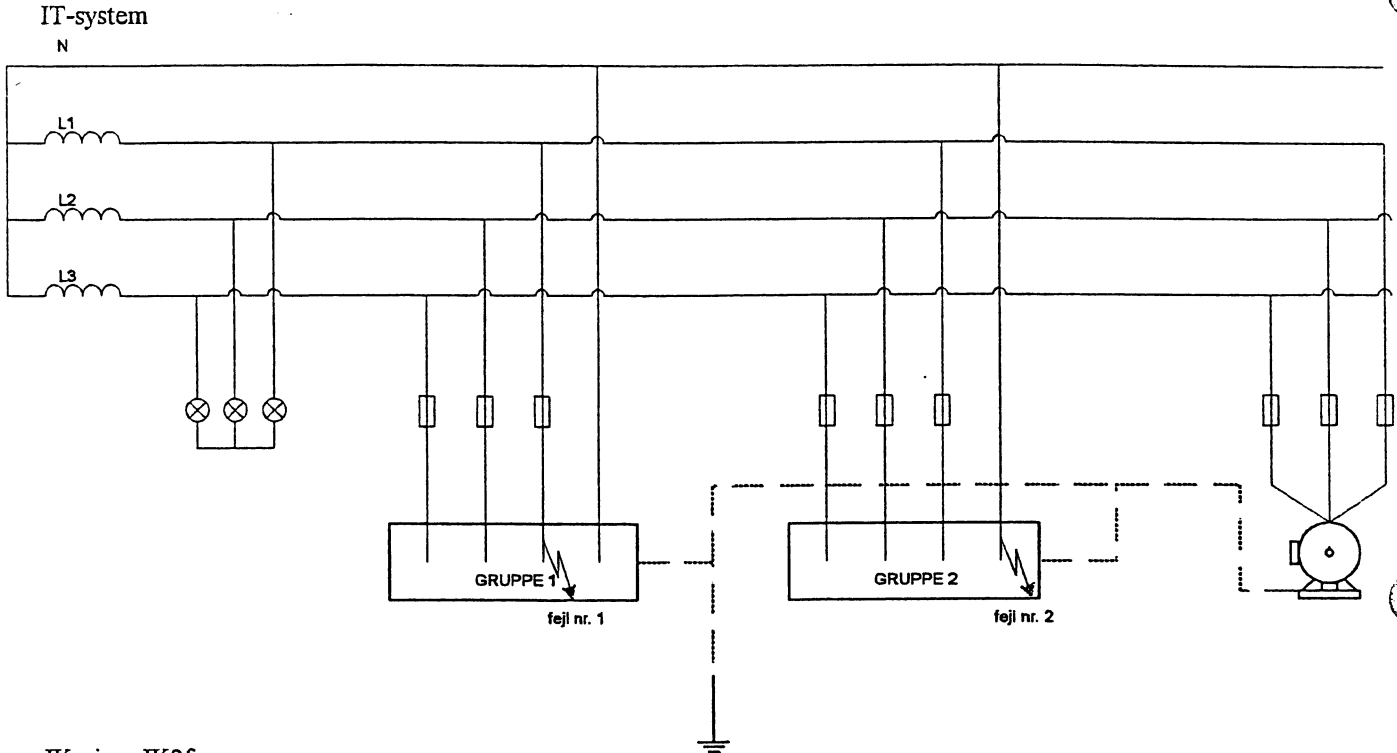 IT-system
N
L1
L2
L3
GRUPPE 1
GRUPPE 2
fejl nr. 1
fejl nr. 2